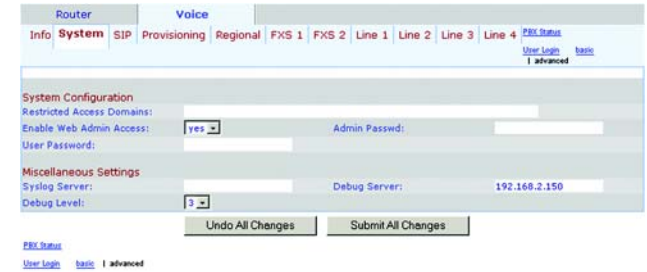 Router Voice
Info System SIP Provisioning Regional FXS 1 FXS 2 Line 1 Line 2 Line 3 Line 4 PBX Status
User Login basic | advanced
System Configuration
Restricted Access Domains:
Enable Web Admin Access: yes Admin Passwd:
User Password:
Miscellaneous Settings
Syslog Server: Debug Server: 192.168.2.150
Debug Level: 3
Undo All Changes Submit All Changes
PBX Status
User Login basic | advanced